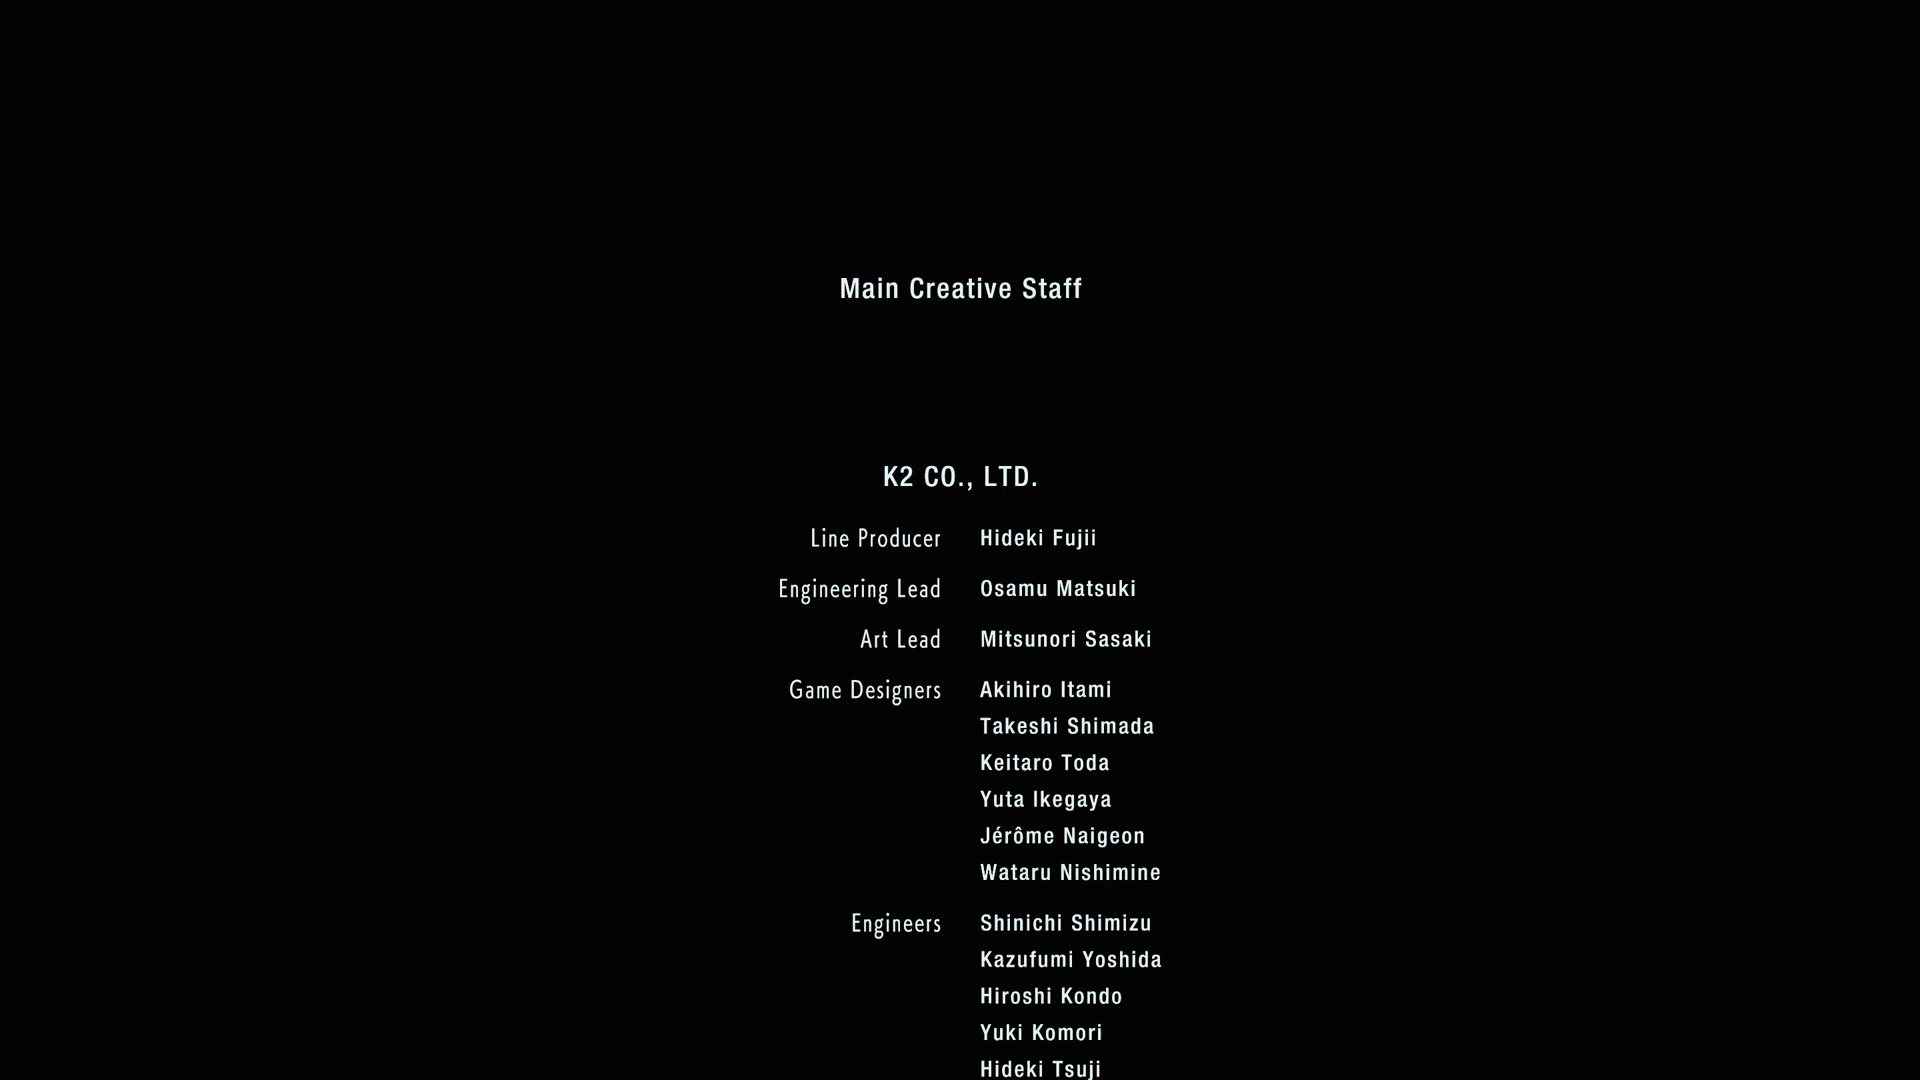 Main Creative Staff
K2 CO., LTD.
Line Producer Hideki Fujii
Engineering Lead Osamu Matsuki
Art Lead Mitsunori Sasaki
Game Designers Akihiro Itami
Takeshi Shimada
Keitaro Toda
Yuta Ikegaya
Jérôme Naigeon
Wataru Nishimine
Engineers Shinichi Shimizu
Kazufumi Yoshida
Hiroshi Kondo
Yuki Komori
Hideki Tsuji